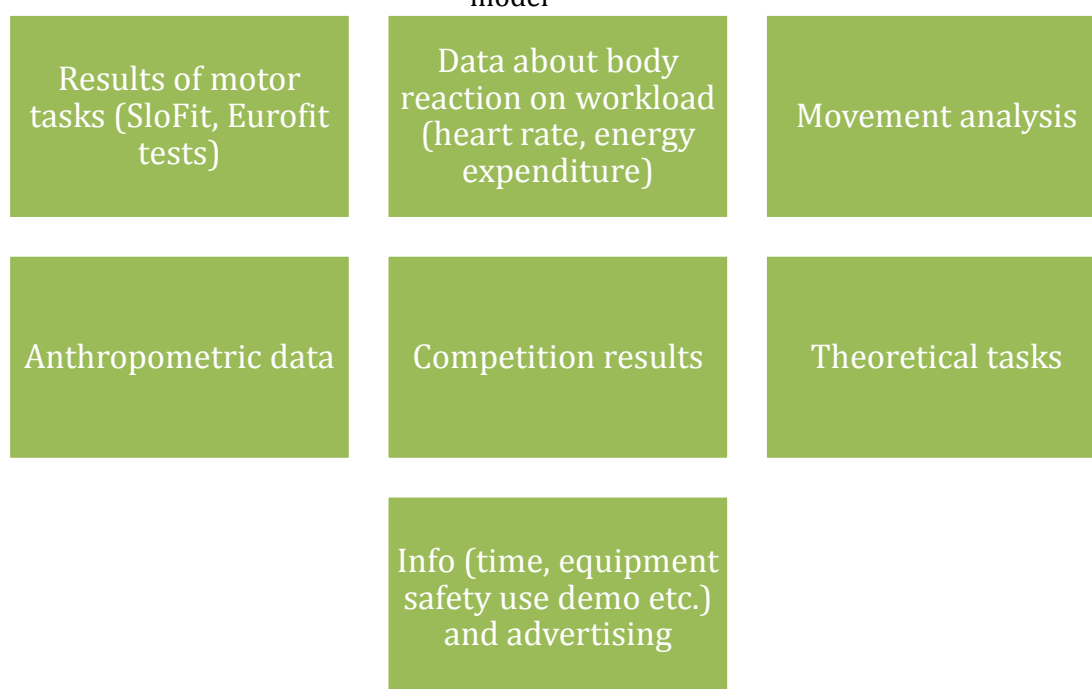 model
Results of motor
tasks (SloFit, Eurofit
tests)
Data about body
reaction on workload
(heart rate, energy
expenditure)
Movement analysis
Anthropometric data
Competition results
Theoretical tasks
Info (time, equipment
safety use demo etc.)
and advertising